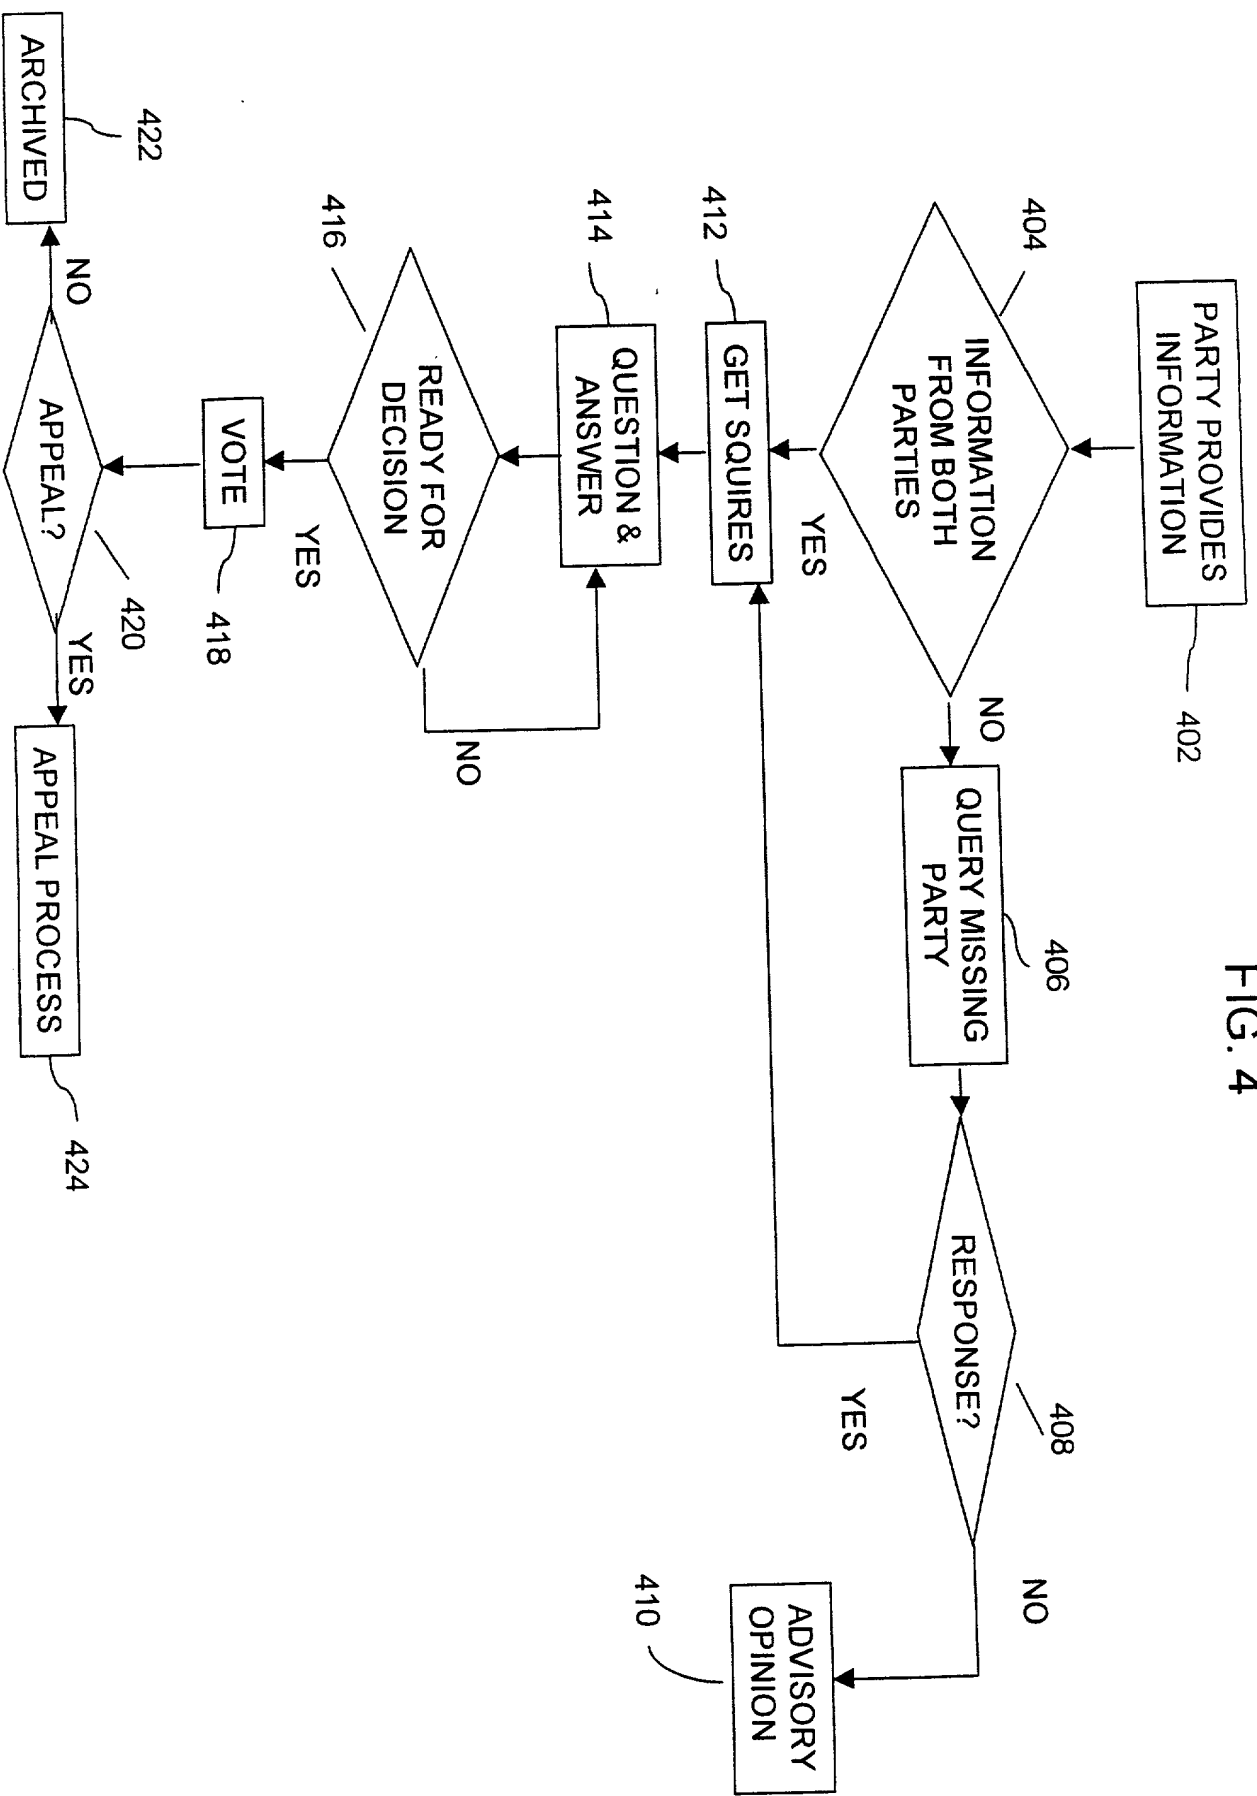 FIG. 4
PARTY PROVIDES
INFORMATION
402
404
INFORMATION
FROM BOTH
PARTIES
NO
QUERY MISSING
PARTY
406
RESPONSE?
408
NO
YES
YES
412
GET SQUIRES
ADVISORY
OPINION
410
414
QUESTION &
ANSWER
416
READY FOR
DECISION
NO
YES
VOTE
418
420
APPEAL?
NO
YES
422
ARCHIVED
APPEAL PROCESS
424